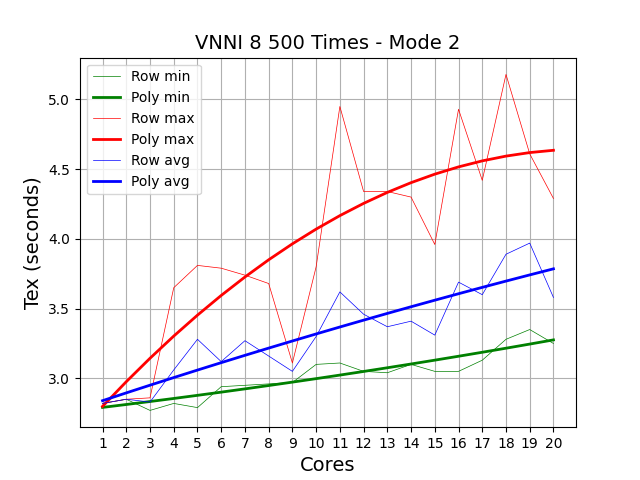 VNNI 8 500 Times - Mode 2
Row min
Poly min
Row max
Poly max
Row avg
Poly avg
Tex (seconds)
5.0
4.5
4.0
3.5
3.0
1 2 3 4 5 6 7 8 9 10 11 12 13 14 15 16 17 18 19 20
Cores